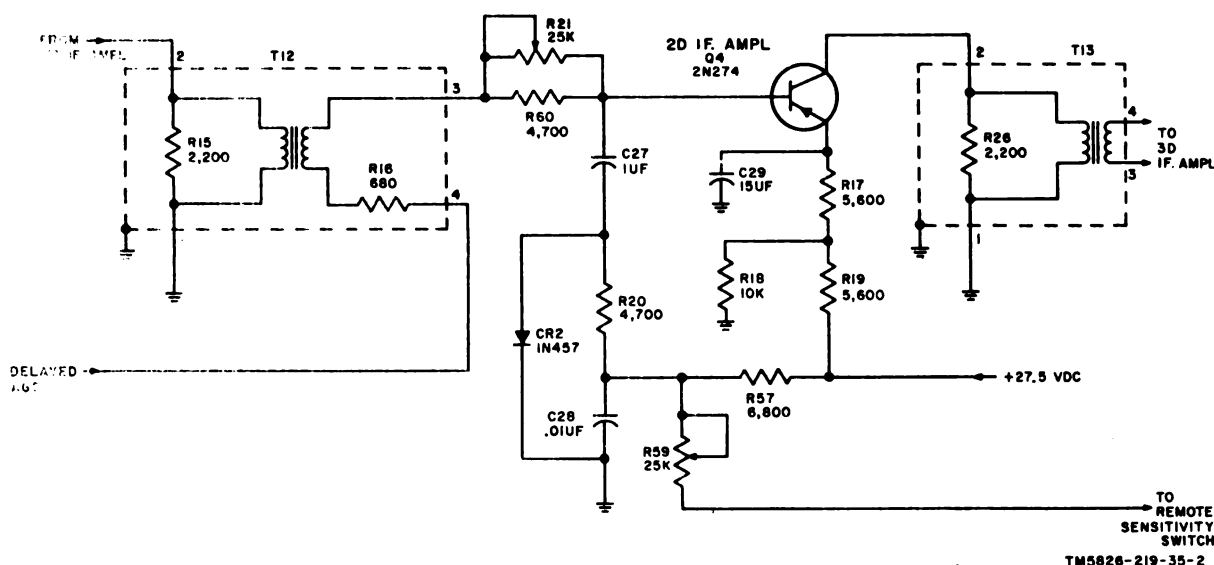 FROM
IF. AMPL
2
T12
R15
2,200
R16
680
3
4
R21
25K
R60
4,700
C27
1UF
2D IF. AMPL
Q4
2N274
C29
15UF
R17
5,600
R18
10K
R19
5,600
2
T13
R26
2,200
4
3
TO
3D
IF. AMPL
R20
4,700
CR2
1N457
DELAYED
C28
.01UF
R57
6,800
+27.5 VDC
R59
25K
TO
REMOTE
SENSITIVITY
SWITCH
TM5826-219-35-2